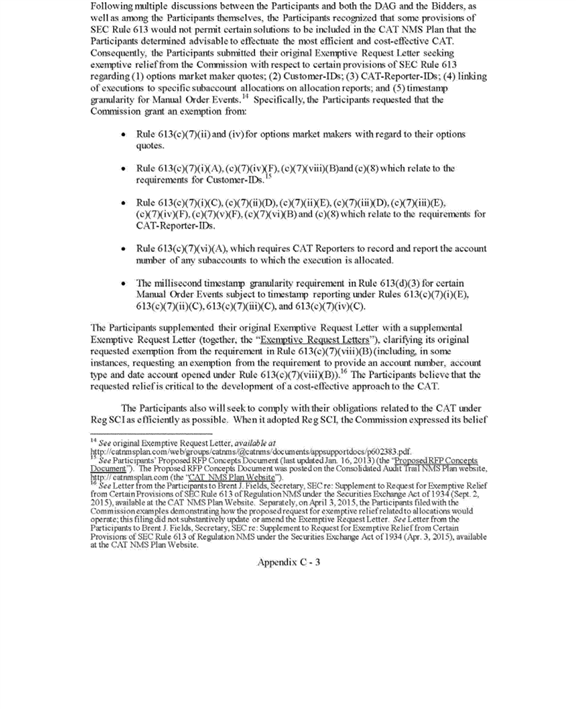 Following multiple discussions between the Participants and both the DAG and the Bidders, as
well as among the Participants themselves, the Participants recognized that some provisions of
SEC Rule 613 would not permit certain solutions to be included in the CAT NMS Plan that the
Participants determined advisable to effectuate the most efficient and cost-effective CAT.
Consequently, the Participants submitted their original Exemptive Request Letter seeking
exemptive relief from the Commission with respect to certain provisions of SEC Rule 613
regarding (1) options market maker quotes; (2) Customer-IDs; (3) CAT-Reporter-IDs; (4) linking
of executions to specific subaccount allocations on allocation reports; and (5) timestamp
granularity for Manual Order Events.14 Specifically, the Participants requested that the
Commission grant an exemption from:
• Rule 613(c)(7)(ii) and (iv) for options market makers with regard to their options
quotes.
• Rule 613(c)(7)(i)(A), (c)(7)(iv)(F), (c)(7)(viii)(B) and (c)(8) which relate to the
requirements for Customer-IDs.15
• Rule 613(c)(7)(i)(C), (c)(7)(ii)(D), (c)(7)(ii)(E), (c)(7)(iii)(D), (c)(7)(iii)(E),
(c)(7)(iv)(F), (c)(7)(v)(F), (c)(7)(vi)(B) and (c)(8) which relate to the requirements for
CAT-Reporter-IDs.
• Rule 613(c)(7)(vi)(A), which requires CAT Reporters to record and report the account
number of any subaccounts to which the execution is allocated.
• The millisecond timestamp granularity requirement in Rule 613(d)(3) for certain
Manual Order Events subject to timestamp reporting under Rules 613(c)(7)(i)(E),
613(c)(7)(ii)(C), 613(c)(7)(iii)(C), and 613(c)(7)(iv)(C).
The Participants supplemented their original Exemptive Request Letter with a supplemental
Exemptive Request Letter (together, the “Exemptive Request Letters”), clarifying its original
requested exemption from the requirement in Rule 613(c)(7)(viii)(B) (including, in some
instances, requesting an exemption from the requirement to provide an account number, account
type and date account opened under Rule 613(c)(7)(viii)(B)).16 The Participants believe that the
requested relief is critical to the development of a cost-effective approach to the CAT.
The Participants also will seek to comply with their obligations related to the CAT under
Reg SCI as efficiently as possible. When it adopted Reg SCI, the Commission expressed its belief
14 See original Exemptive Request Letter, available at
http://catnmsplan.com/web/groups/catnms/@catnms/documents/appsupportdocs/p602383.pdf.
15 See Participants’ Proposed RFP Concepts Document (last updated Jan. 16, 2013) (the “Proposed RFP Concepts
Document”). The Proposed RFP Concepts Document was posted on the Consolidated Audit Trail NMS Plan website,
http:// catnmsplan.com (the “CAT NMS Plan Website”).
16 See Letter from the Participants to Brent J. Fields, Secretary, SEC re: Supplement to Request for Exemptive Relief
from Certain Provisions of SEC Rule 613 of Regulation NMS under the Securities Exchange Act of 1934 (Sept. 2,
2015), available at the CAT NMS Plan Website. Separately, on April 3, 2015, the Participants filed with the
Commission examples demonstrating how the proposed request for exemptive relief related to allocations would
operate; this filing did not substantively update or amend the Exemptive Request Letter. See Letter from the
Participants to Brent J. Fields, Secretary, SEC re: Supplement to Request for Exemptive Relief from Certain
Provisions of SEC Rule 613 of Regulation NMS under the Securities Exchange Act of 1934 (Apr. 3, 2015), available
at the CAT NMS Plan Website.
Appendix C - 3